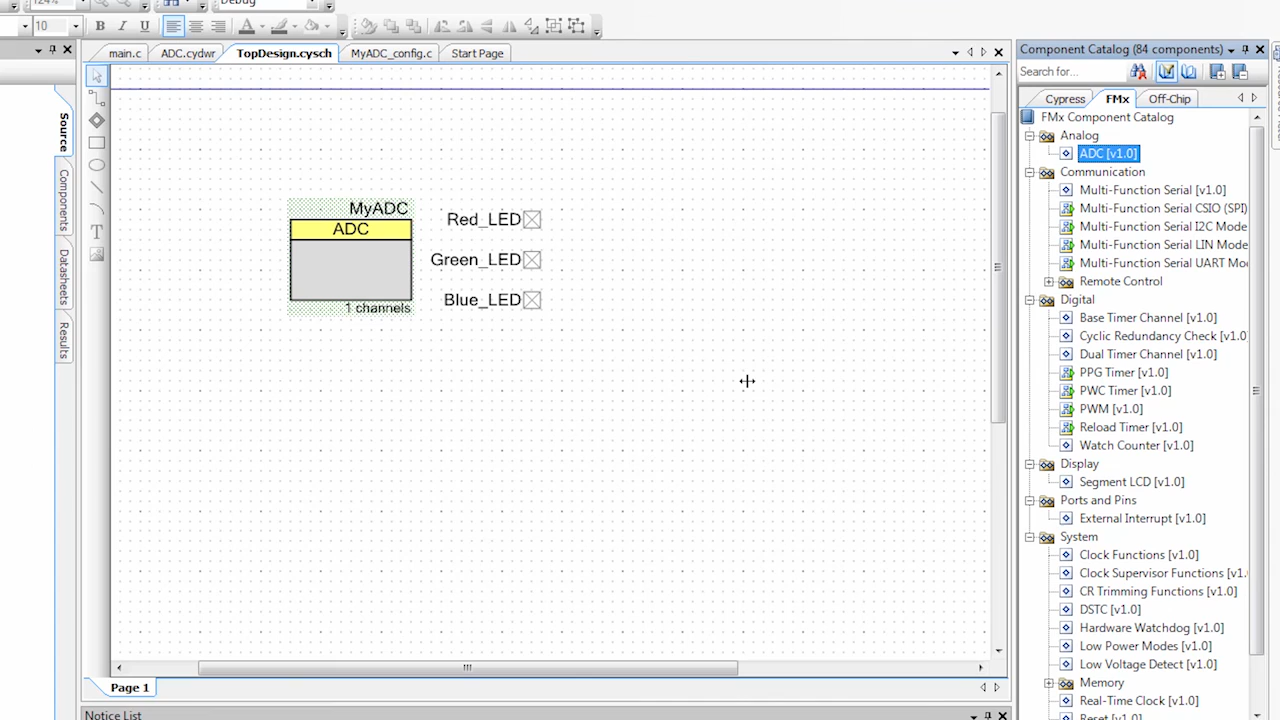 124%
Debug
10
B I U
A
main.c
ADC.cydwr
TopDesign.cysch
MyADC_config.c
Start Page
Source
Components
Datasheets
Results
T
MyADC
ADC
1 channels
Red_LED
Green_LED
Blue_LED
Page 1
Notice List
Component Catalog (84 components)
Search for...
Cypress
FMx
Off-Chip
FMx Component Catalog
Analog
ADC [v1.0]
Communication
Multi-Function Serial [v1.0]
Multi-Function Serial CSIO (SPI)
Multi-Function Serial I2C Mode
Multi-Function Serial LIN Mode
Multi-Function Serial UART Mo
Remote Control
Digital
Base Timer Channel [v1.0]
Cyclic Redundancy Check [v1.0
Dual Timer Channel [v1.0]
PPG Timer [v1.0]
PWC Timer [v1.0]
PWM [v1.0]
Reload Timer [v1.0]
Watch Counter [v1.0]
Display
Segment LCD [v1.0]
Ports and Pins
External Interrupt [v1.0]
System
Clock Functions [v1.0]
Clock Supervisor Functions [v1.
CR Trimming Functions [v1.0]
DSTC [v1.0]
Hardware Watchdog [v1.0]
Low Power Modes [v1.0]
Low Voltage Detect [v1.0]
Memory
Real-Time Clock [v1.0]
Reset [v1.0]